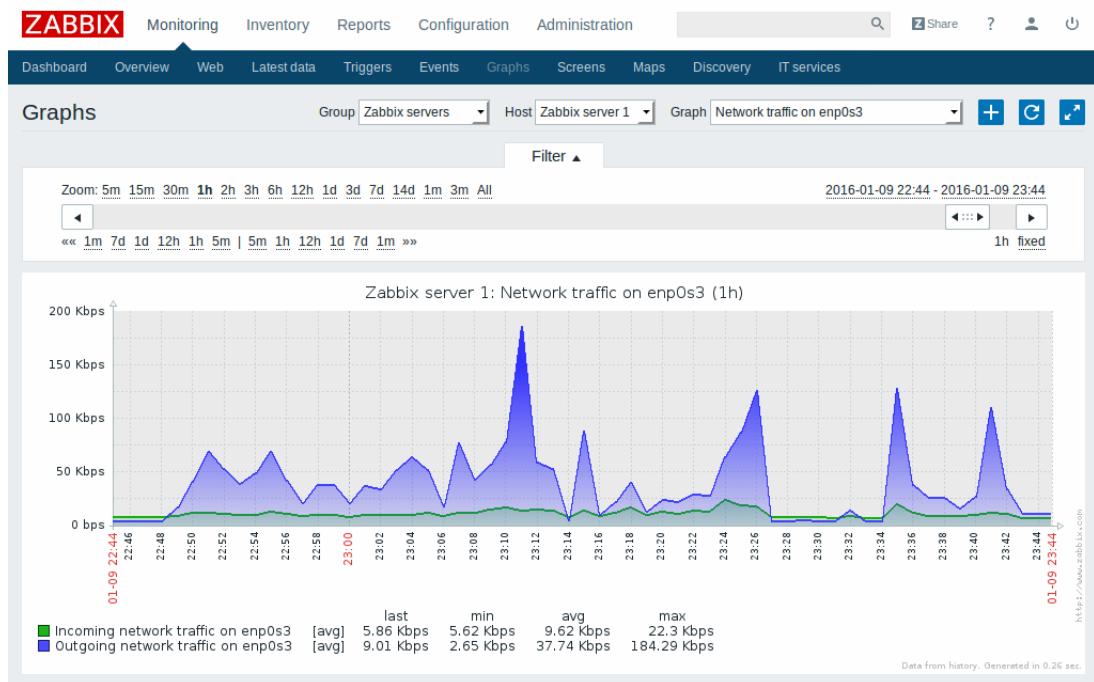 ZABBIX Monitoring Inventory Reports Configuration Administration Z Share ?
Dashboard Overview Web Latest data Triggers Events Graphs Screens Maps Discovery IT services
Graphs Group Zabbix servers Host Zabbix server 1 Graph Network traffic on enp0s3
Filter
Zoom: 5m 15m 30m 1h 2h 3h 6h 12h 1d 3d 7d 14d 1m 3m All 2016-01-09 22:44 - 2016-01-09 23:44
«« 1m 7d 1d 12h 1h 5m | 5m 1h 12h 1d 7d 1m »» 1h fixed
Zabbix server 1: Network traffic on enp0s3 (1h)
200 Kbps
150 Kbps
100 Kbps
50 Kbps
0 bps
01-09 22:44 22:46 22:48 22:50 22:52 22:54 22:56 22:58 23:00 23:02 23:04 23:06 23:08 23:10 23:12 23:14 23:16 23:18 23:20 23:22 23:24 23:26 23:28 23:30 23:32 23:34 23:36 23:38 23:40 23:42 23:44 01-09 23:44
http://www.zabbix.com
last min avg max
Incoming network traffic on enp0s3 [avg] 5.86 Kbps 5.62 Kbps 9.62 Kbps 22.3 Kbps
Outgoing network traffic on enp0s3 [avg] 9.01 Kbps 2.65 Kbps 37.74 Kbps 184.29 Kbps
Data from history. Generated in 0.26 sec.